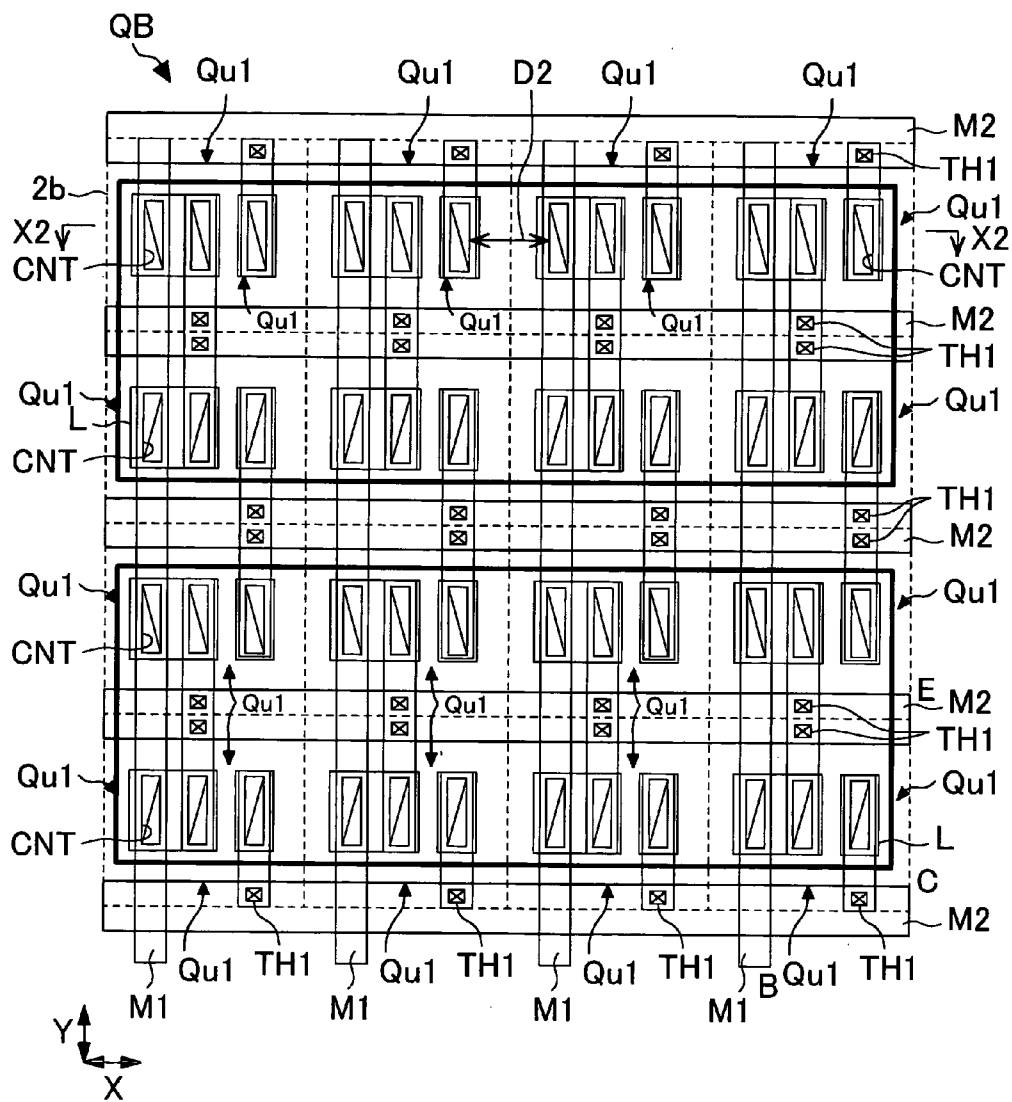 QB
Qu1 Qu1 D2 Qu1 Qu1
M2
TH1
2b
Qu1
X2 X2
CNT CNT
Qu1 Qu1 Qu1
M2
TH1
Qu1 Qu1
L
CNT
TH1
M2
Qu1 Qu1
CNT
E
Qu1 Qu1 Qu1 M2
TH1
Qu1 Qu1
CNT L
C
M2
Qu1 TH1 Qu1 TH1 Qu1 TH1 B Qu1 TH1
M1 M1 M1 M1
Y
X